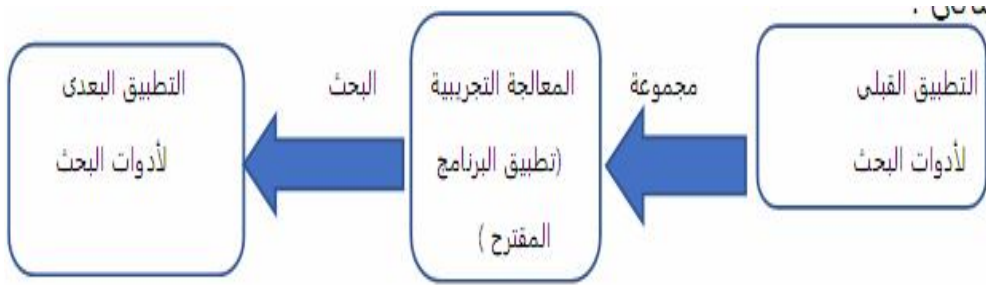 التطبيق القبلى
لأدوات البحث
مجموعة
المعالجة التجريبية
(تطبيق البرنامج
المقترح )
البحث
التطبيق البعدى
لأدوات البحث